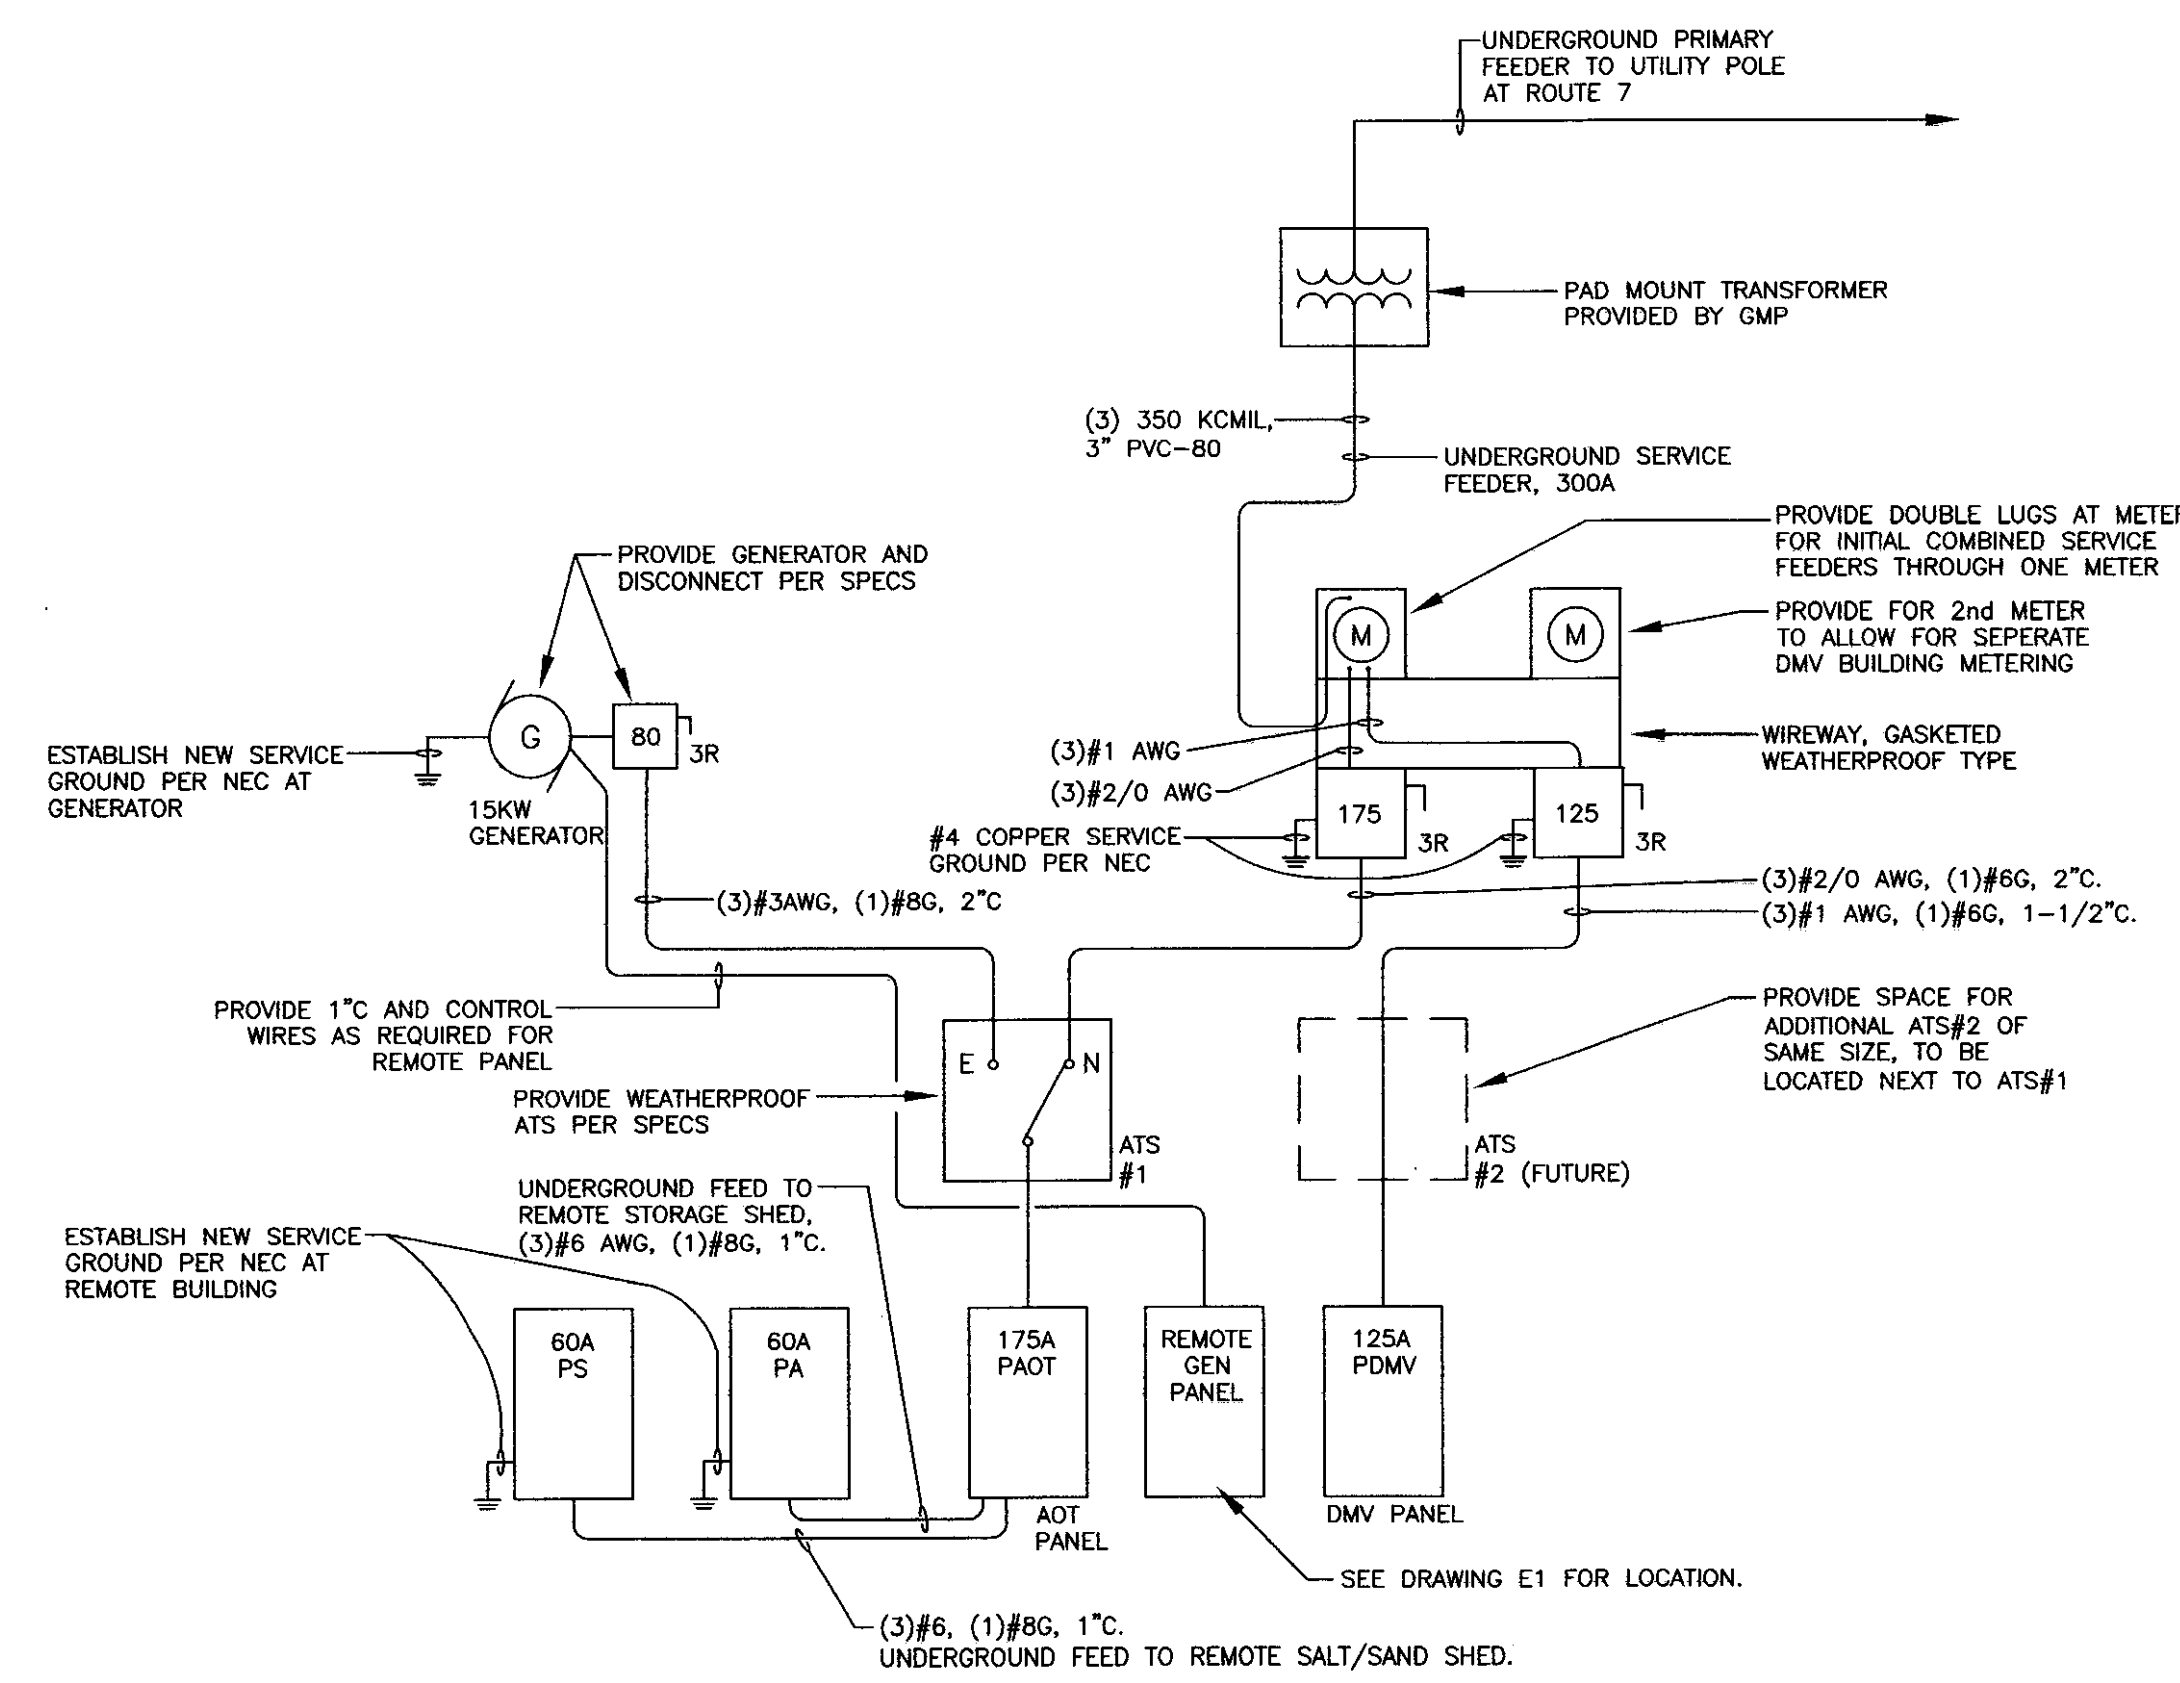 UNDERGROUND PRIMARY
FEEDER TO UTILITY POLE
AT ROUTE 7
PAD MOUNT TRANSFORMER
PROVIDED BY GMP
(3) 350 KCMIL,
3" PVC-80
UNDERGROUND SERVICE
FEEDER, 300A
PROVIDE DOUBLE LUGS AT METER
FOR INITIAL COMBINED SERVICE
FEEDERS THROUGH ONE METER
PROVIDE FOR 2nd METER
TO ALLOW FOR SEPERATE
DMV BUILDING METERING
M
M
PROVIDE GENERATOR AND
DISCONNECT PER SPECS
G
80
3R
ESTABLISH NEW SERVICE
GROUND PER NEC AT
GENERATOR
15KW
GENERATOR
WIREWAY, GASKETED
WEATHERPROOF TYPE
(3)#1 AWG
(3)#2/0 AWG
175
3R
125
3R
#4 COPPER SERVICE
GROUND PER NEC
(3)#2/0 AWG, (1)#6G, 2"C.
(3)#1 AWG, (1)#6G, 1-1/2"C.
(3)#3AWG, (1)#8G, 2"C
PROVIDE 1"C AND CONTROL
WIRES AS REQUIRED FOR
REMOTE PANEL
PROVIDE SPACE FOR
ADDITIONAL ATS#2 OF
SAME SIZE, TO BE
LOCATED NEXT TO ATS#1
E
N
PROVIDE WEATHERPROOF
ATS PER SPECS
ATS
#1
ATS
#2 (FUTURE)
UNDERGROUND FEED TO
REMOTE STORAGE SHED,
(3)#6 AWG, (1)#8G, 1"C.
ESTABLISH NEW SERVICE
GROUND PER NEC AT
REMOTE BUILDING
60A
PS
60A
PA
175A
PAOT
REMOTE
GEN
PANEL
125A
PDMV
AOT
PANEL
DMV PANEL
SEE DRAWING E1 FOR LOCATION.
(3)#6, (1)#8G, 1"C.
UNDERGROUND FEED TO REMOTE SALT/SAND SHED.